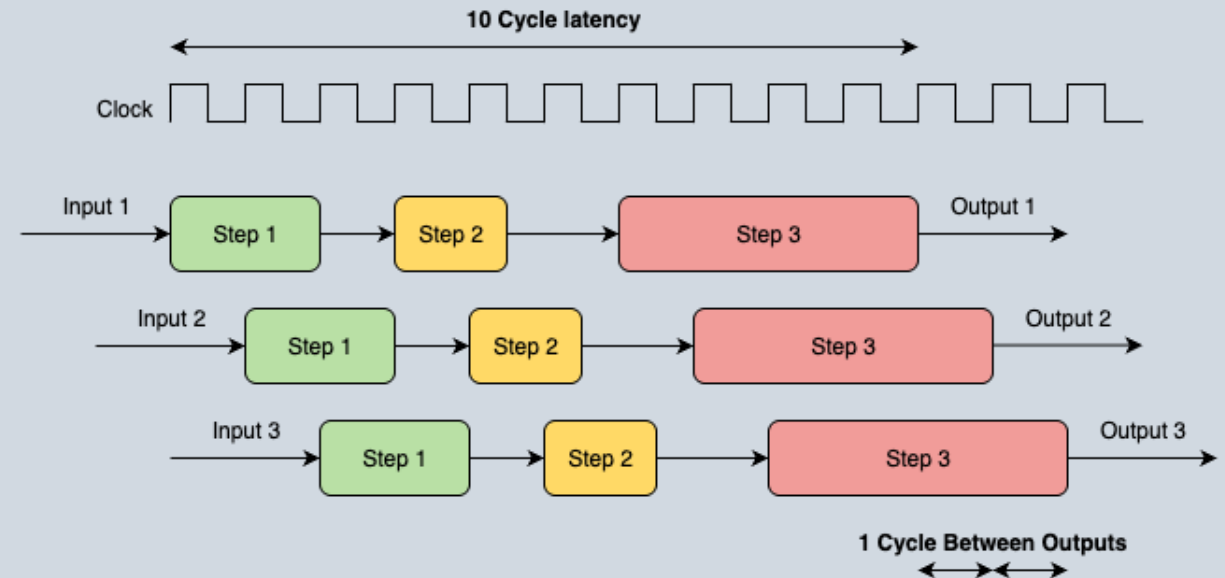 10 Cycle latency
Clock
Input 1
Step 1
Step 2
Step 3
Output 1
Input 2
Step 1
Step 2
Step 3
Output 2
Input 3
Step 1
Step 2
Step 3
Output 3
1 Cycle Between Outputs